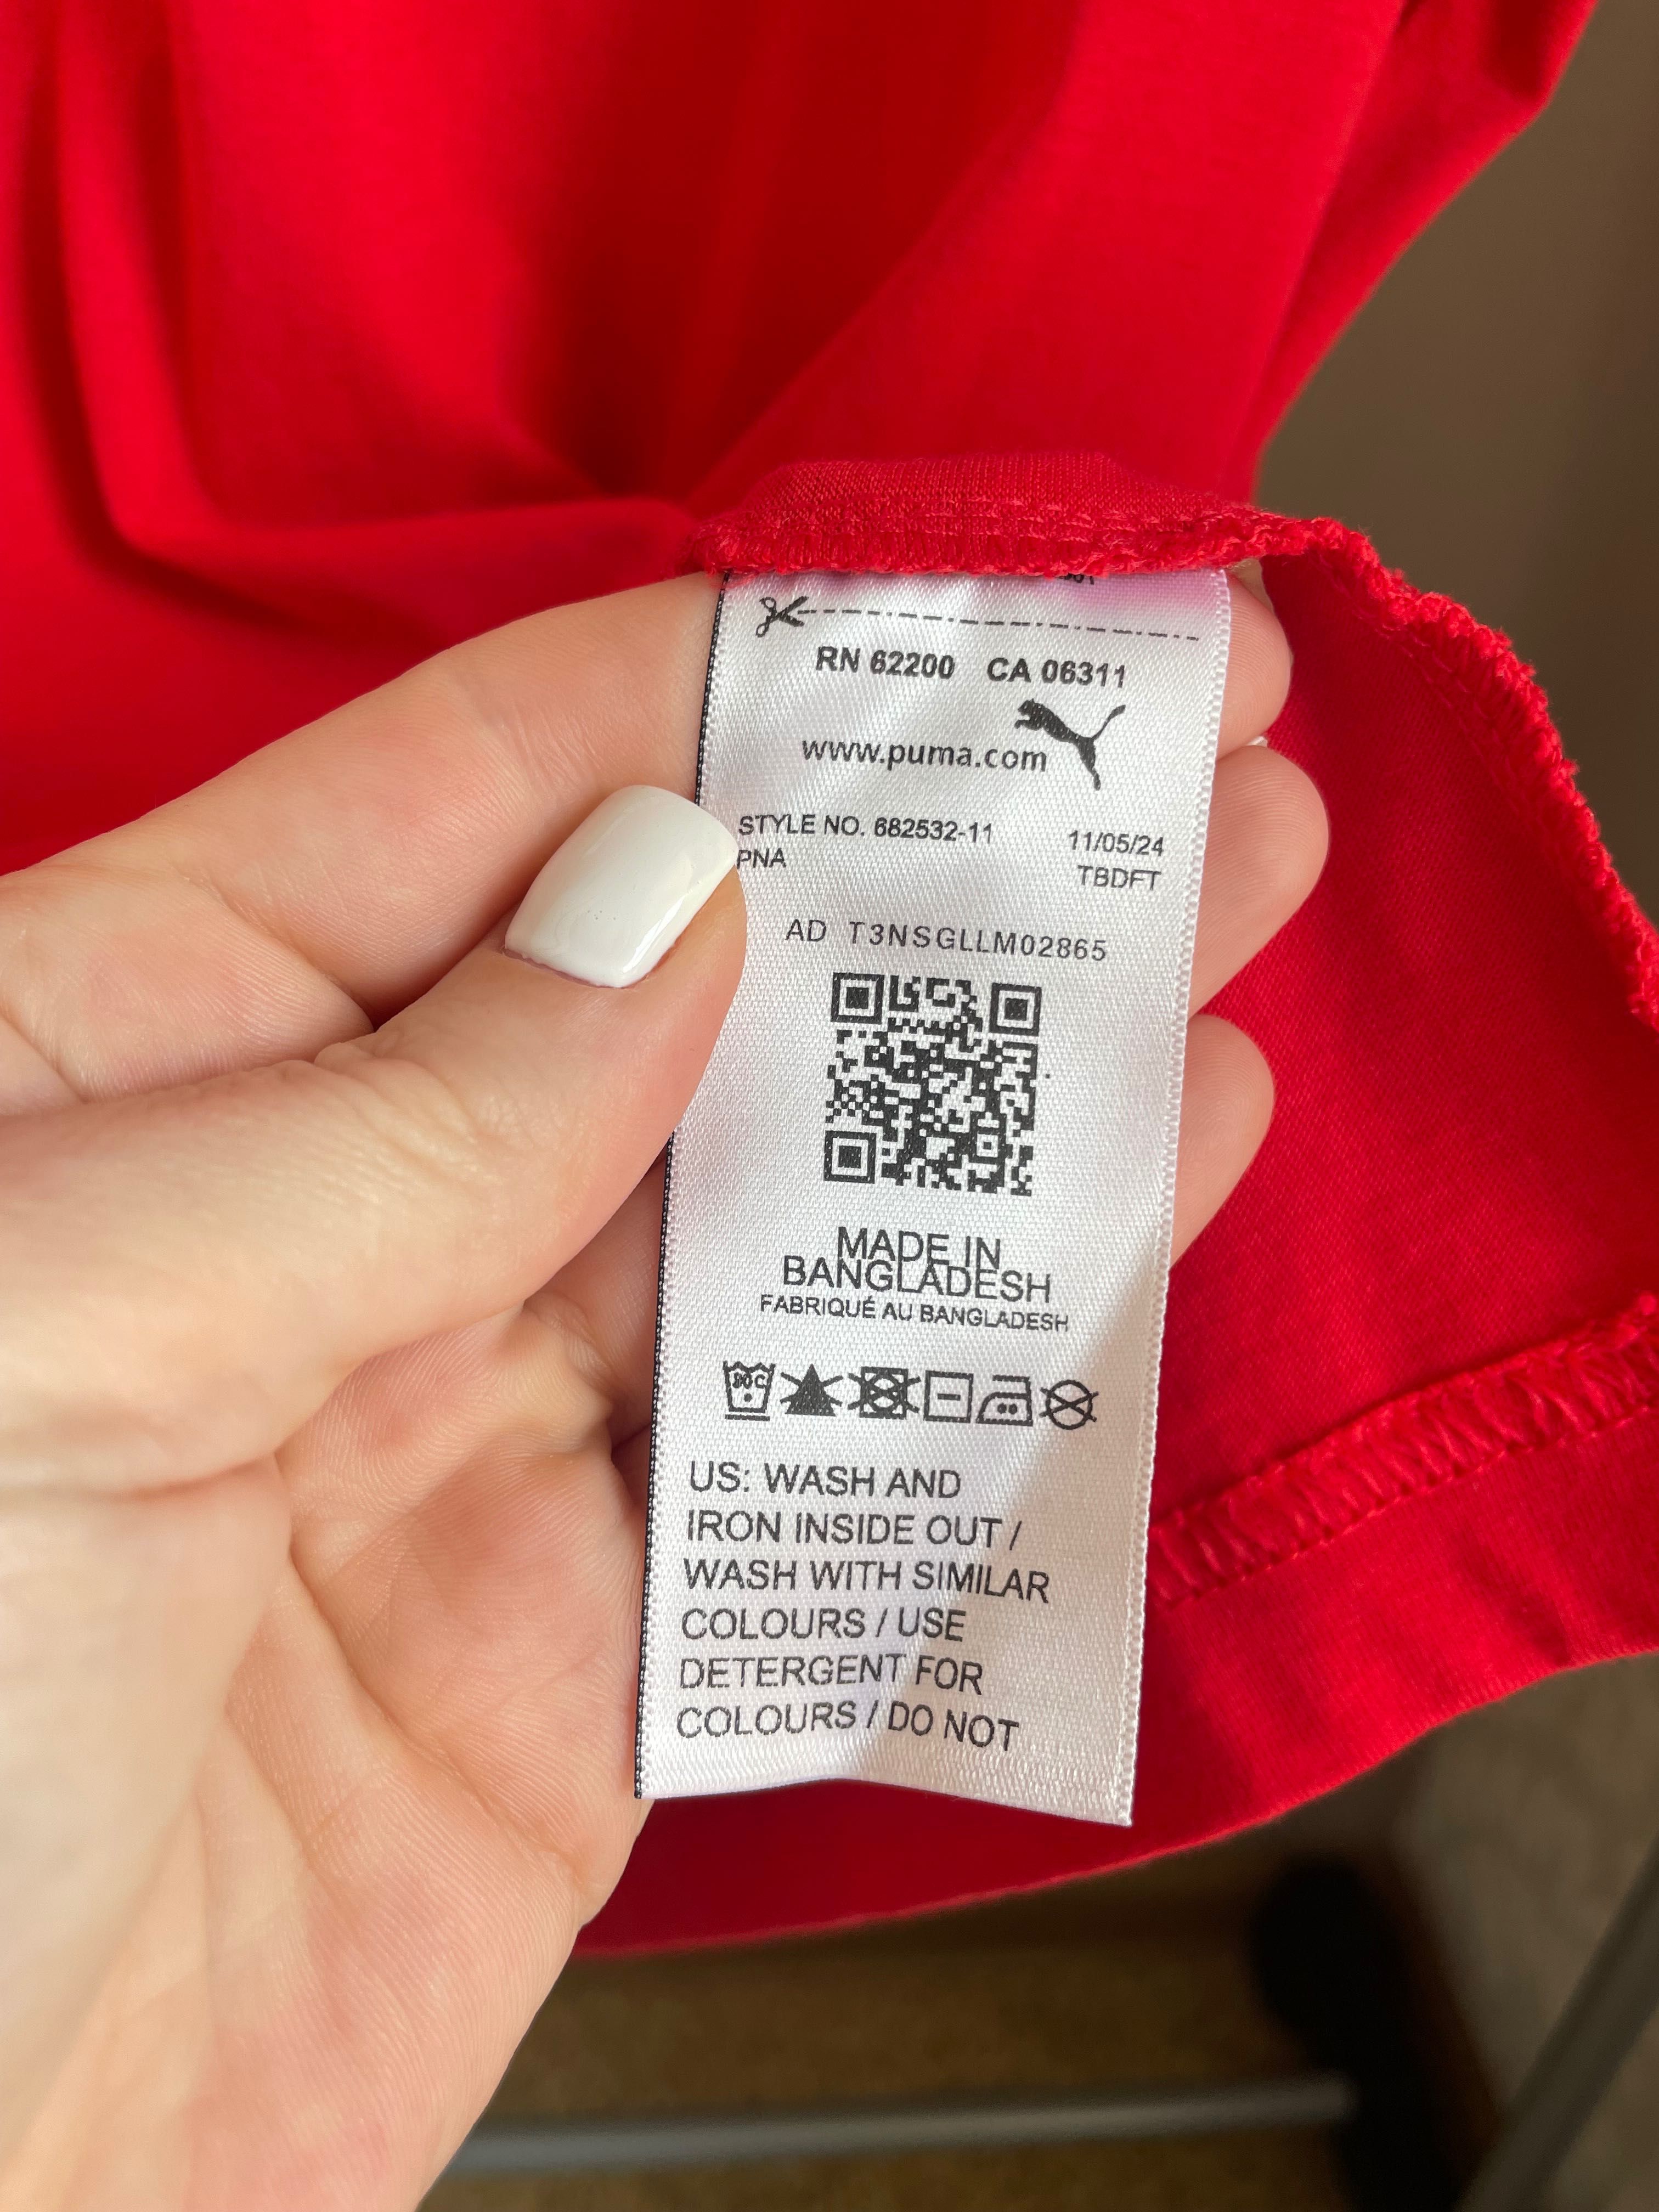 RN 62200 CA 06311
www.puma.com
STYLE NO. 682532-11 11/05/24
PNA TBDFT
AD T3NSGLLM02865
MADE IN
BANGLADESH
FABRIQUÉ AU BANGLADESH
30°C
US: WASH AND
IRON INSIDE OUT /
WASH WITH SIMILAR
COLOURS / USE
DETERGENT FOR
COLOURS / DO NOT